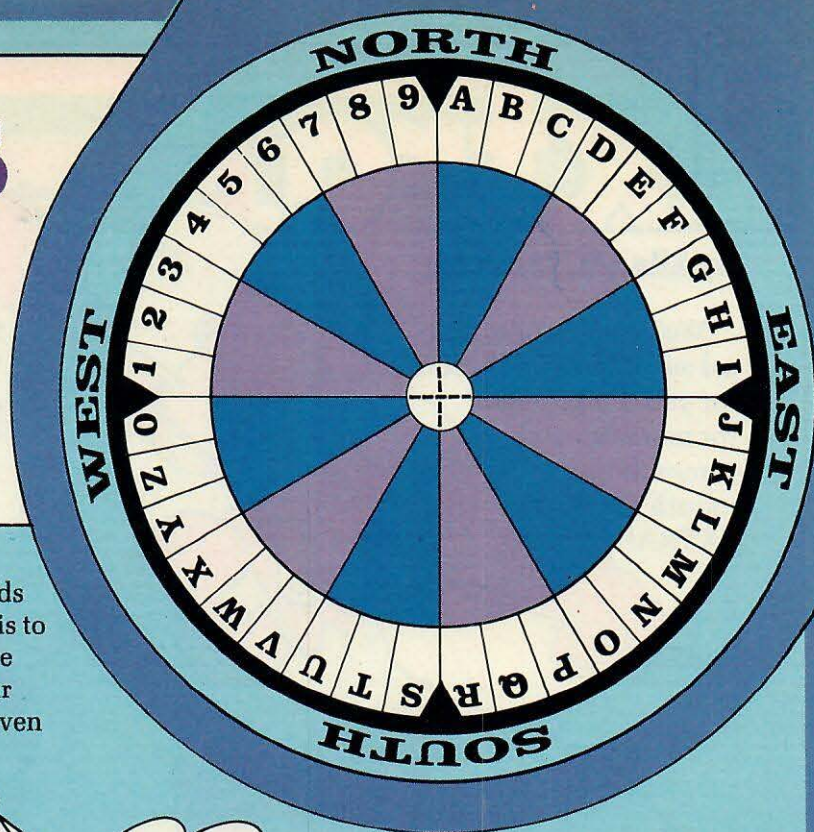 NORTH
EAST
SOUTH
WEST
A B C D E F G H I J K L M N O P Q R S T U V W X Y Z 0 1 2 3 4 5 6 7 8 9
ds
is to
e
r
ven